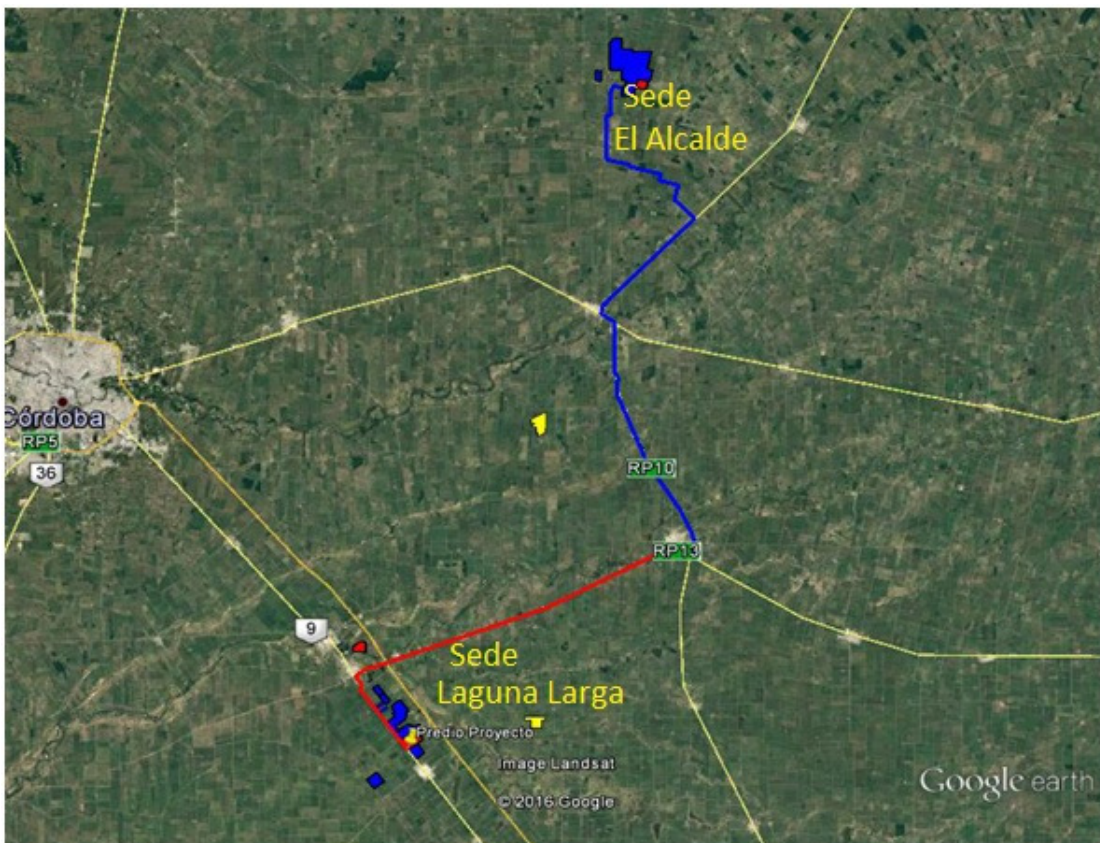 Sede
El Alcalde
Córdoba
RP5
36
RP10
RP13
9
Sede
Laguna Larga
Predio Proyecto
Image Landsat
© 2016 Google
Google earth